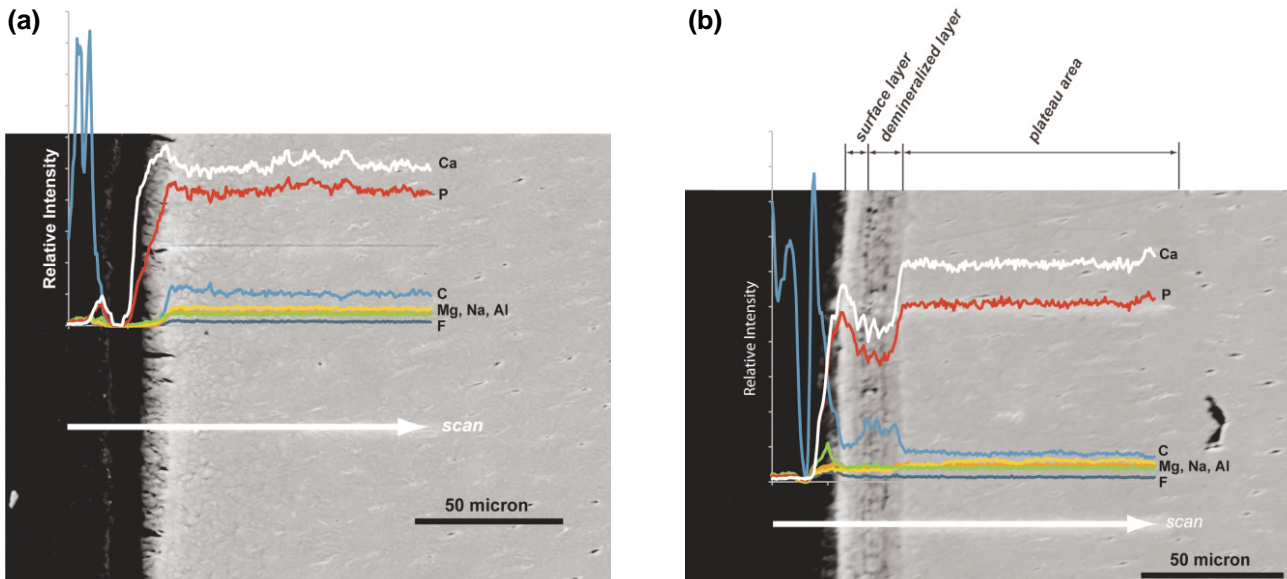 (a)
Relative Intensity
Ca
P
C
Mg, Na, Al
F
scan
50 micron
(b)
surface layer
demineralized layer
plateau area
Relative Intensity
Ca
P
C
Mg, Na, Al
F
scan
50 micron